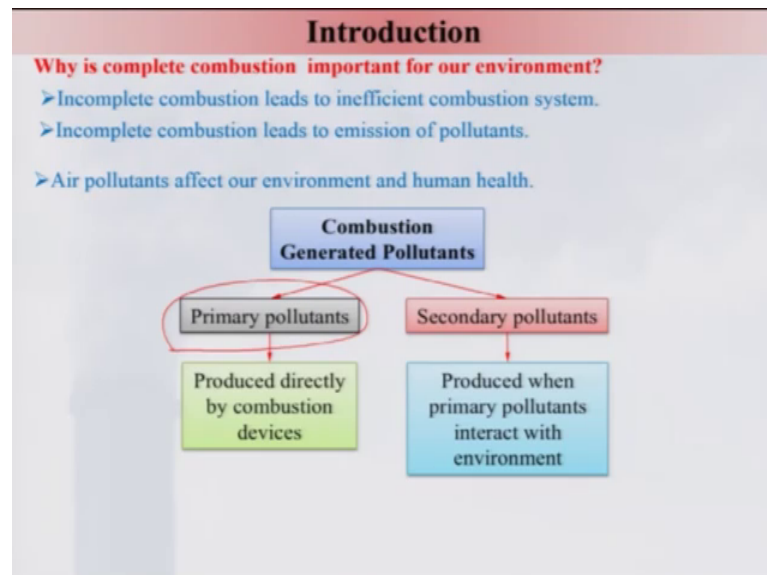 Introduction
Why is complete combustion important for our environment?
➢Incomplete combustion leads to inefficient combustion system.
➢Incomplete combustion leads to emission of pollutants.
➢Air pollutants affect our environment and human health.
Combustion
Generated Pollutants
Primary pollutants
Secondary pollutants
Produced directly
by combustion
devices
Produced when
primary pollutants
interact with
environment